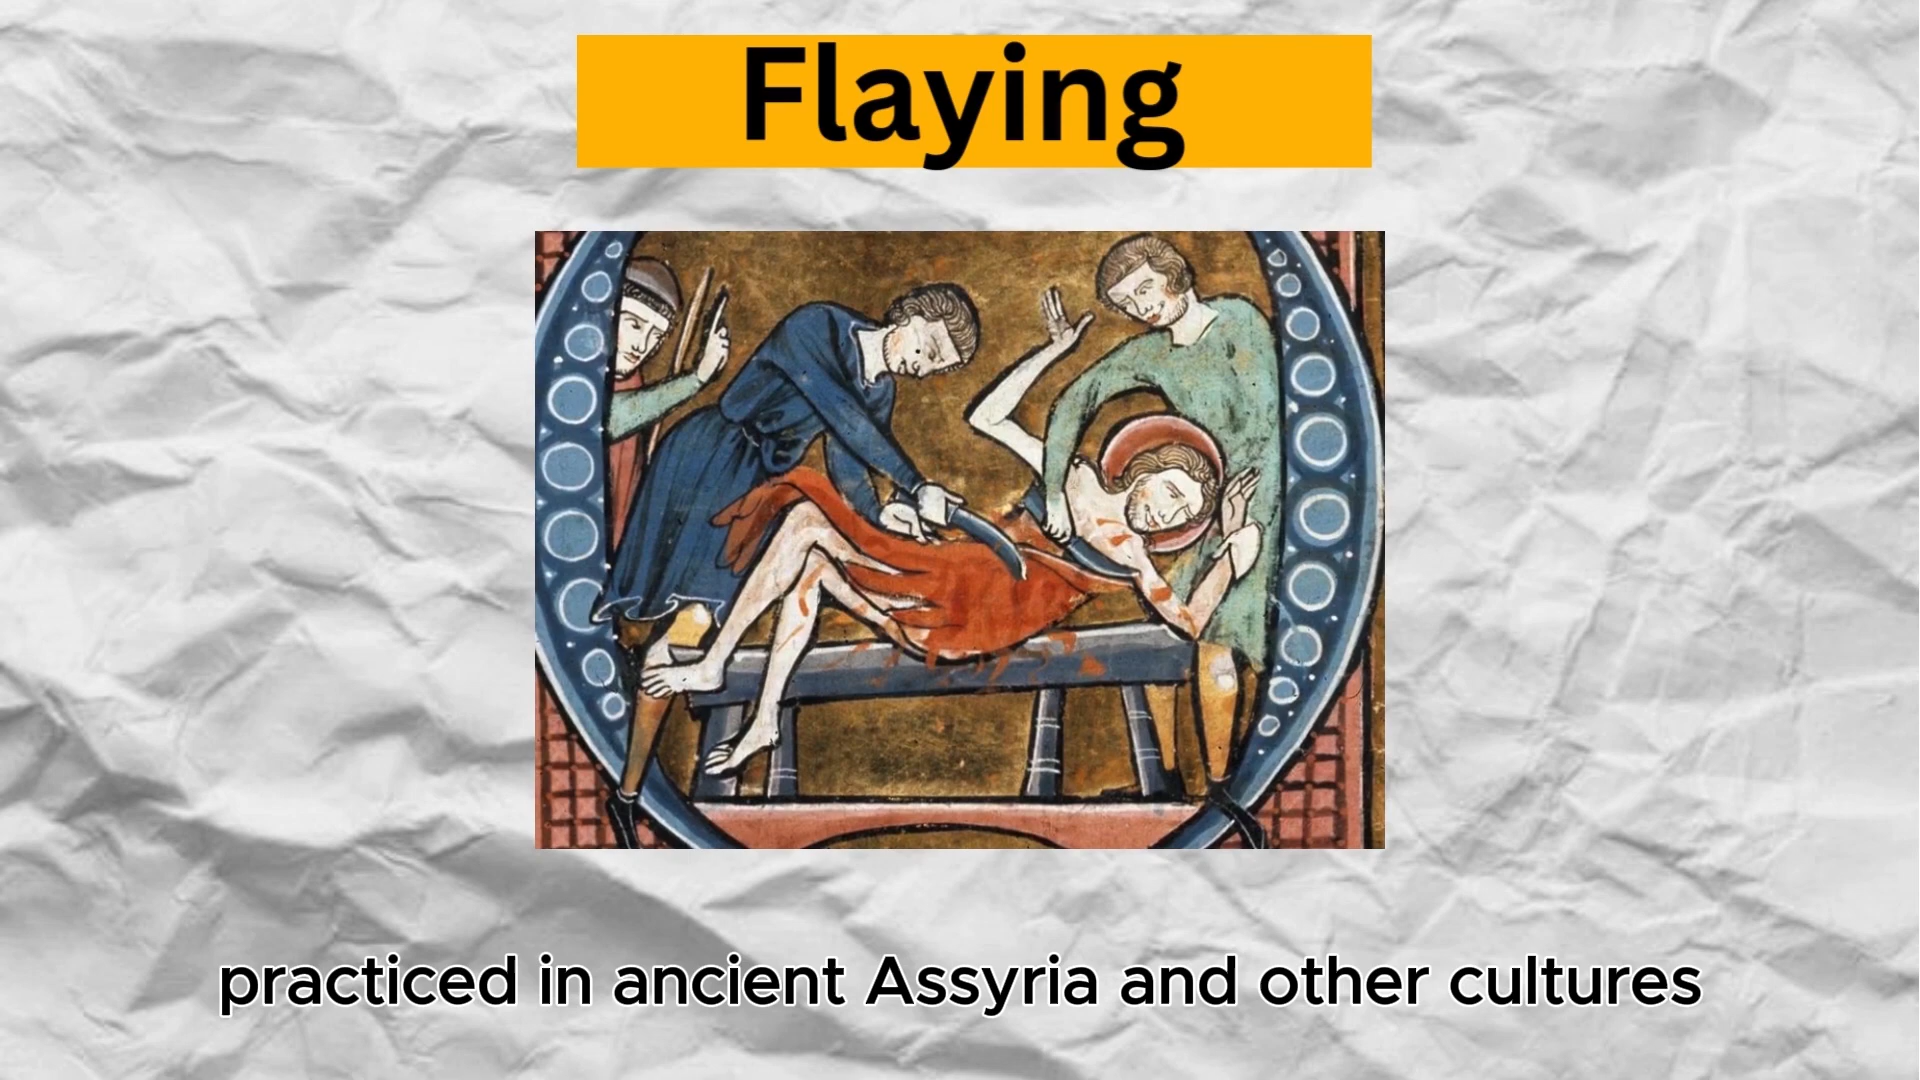 Flaying
practiced in ancient Assyria and other cultures